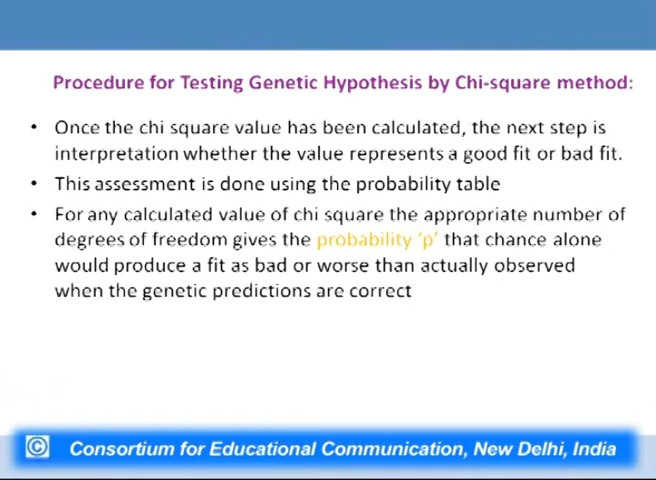 Procedure for Testing Genetic Hypothesis by Chi-square method:
• Once the chi square value has been calculated, the next step is
interpretation whether the value represents a good fit or bad fit.
• This assessment is done using the probability table
• For any calculated value of chi square the appropriate number of
degrees of freedom gives the probability 'p' that chance alone
would produce a fit as bad or worse than actually observed
when the genetic predictions are correct
© Consortium for Educational Communication, New Delhi, India